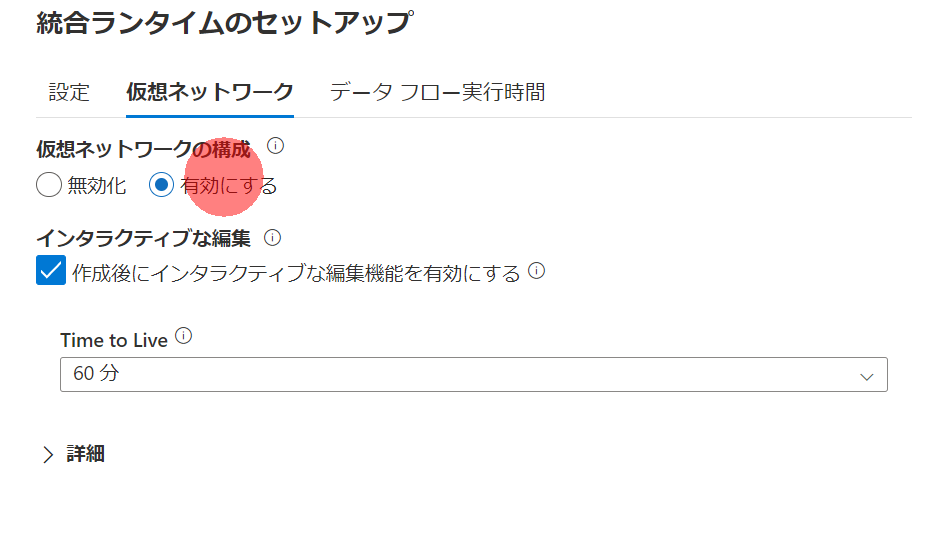 統合ランタイムのセットアップ
設定 仮想ネットワーク データ フロー実行時間
仮想ネットワークの構成
無効化 有効にする
インタラクティブな編集
作成後にインタラクティブな編集機能を有効にする
Time to Live
60 分
詳細